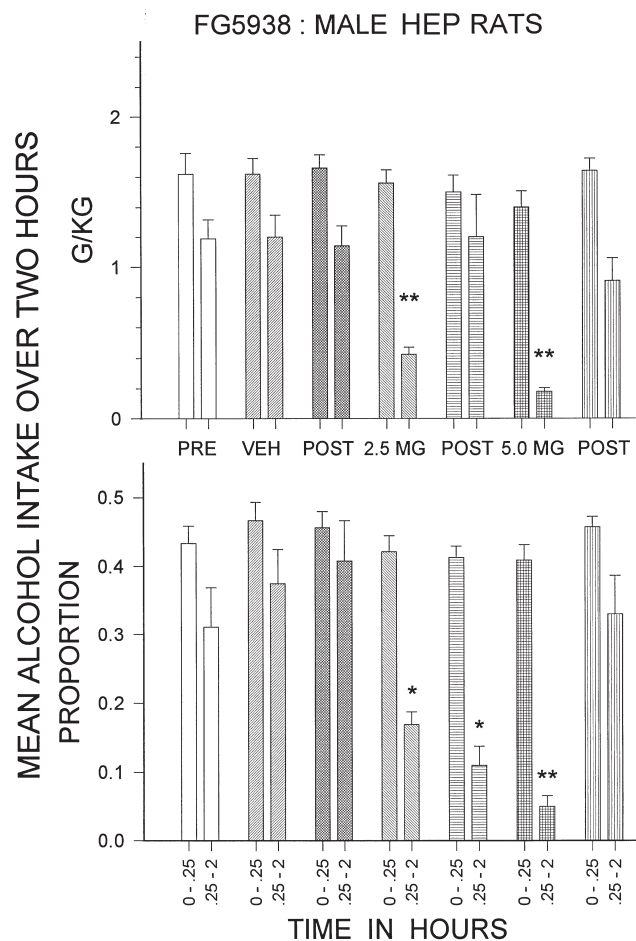 FG5938 : MALE HEP RATS
MEAN ALCOHOL INTAKE OVER TWO HOURS
G/KG
2
1
0
**
**
PRE VEH POST 2.5 MG POST 5.0 MG POST
PROPORTION
0.5
0.4
0.3
0.2
0.1
0.0
*
*
**
0 - .25 .25 - 2 0 - .25 .25 - 2 0 - .25 .25 - 2 0 - .25 .25 - 2 0 - .25 .25 - 2 0 - .25 .25 - 2 0 - .25 .25 - 2
TIME IN HOURS